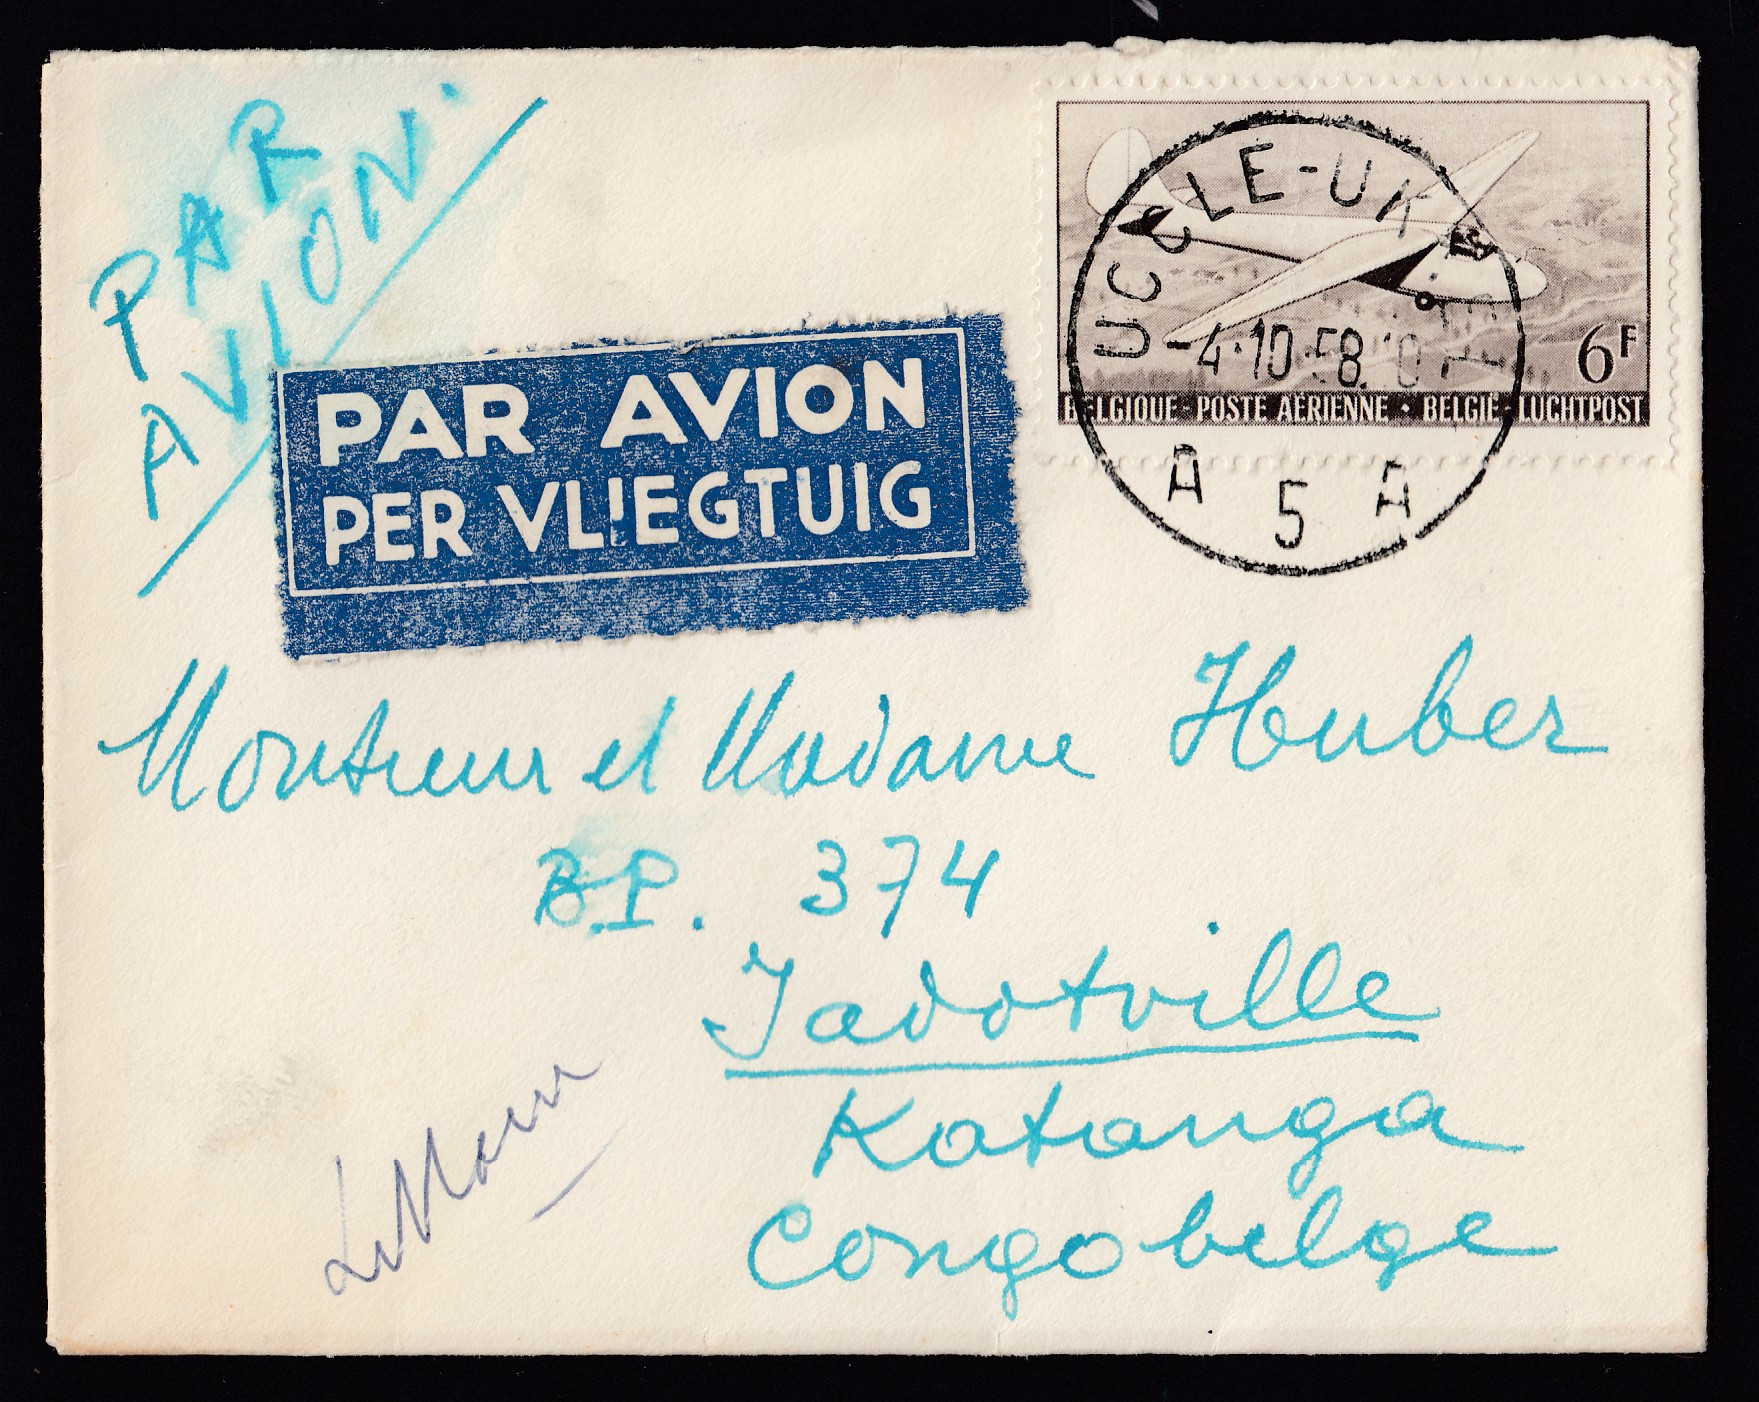 PAR
AVION.
PAR AVION
PER VLIEGTUIG
UCCLE-UK
-4-10-58
6F
BELGIQUE - POSTE AERIENNE · BELGIE - LUCHTPOST
A 5 A
Monsieur et Madame Huber
B.P. 374
Jadotville
Katanga
Congo belge